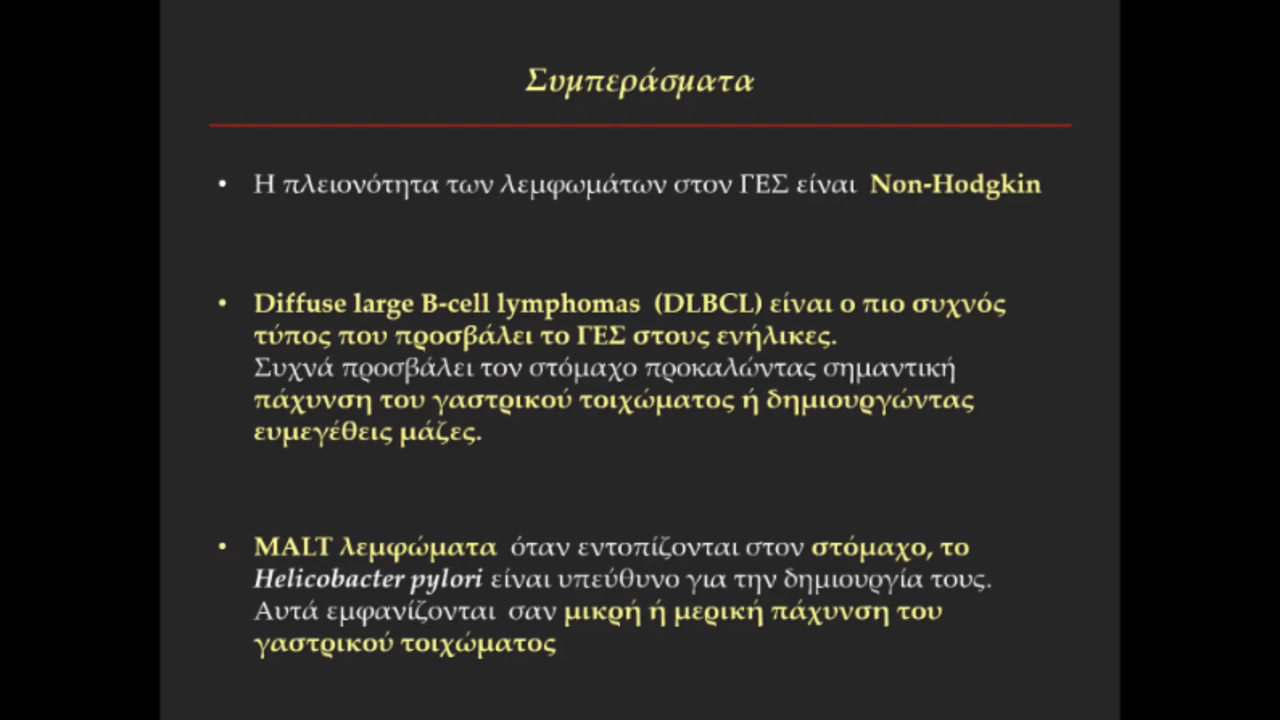 Συμπεράσματα
• Η πλειονότητα των λεμφωμάτων στον ΓΕΣ είναι Non-Hodgkin
• Diffuse large B-cell lymphomas (DLBCL) είναι ο πιο συχνός
τύπος που προσβάλει το ΓΕΣ στους ενήλικες.
Συχνά προσβάλει τον στόμαχο προκαλώντας σημαντική
πάχυνση του γαστρικού τοιχώματος ή δημιουργώντας
ευμεγέθεις μάζες.
• MALT λεμφώματα όταν εντοπίζονται στον στόμαχο, το
Helicobacter pylori είναι υπεύθυνο για την δημιουργία τους.
Αυτά εμφανίζονται σαν μικρή ή μερική πάχυνση του
γαστρικού τοιχώματος